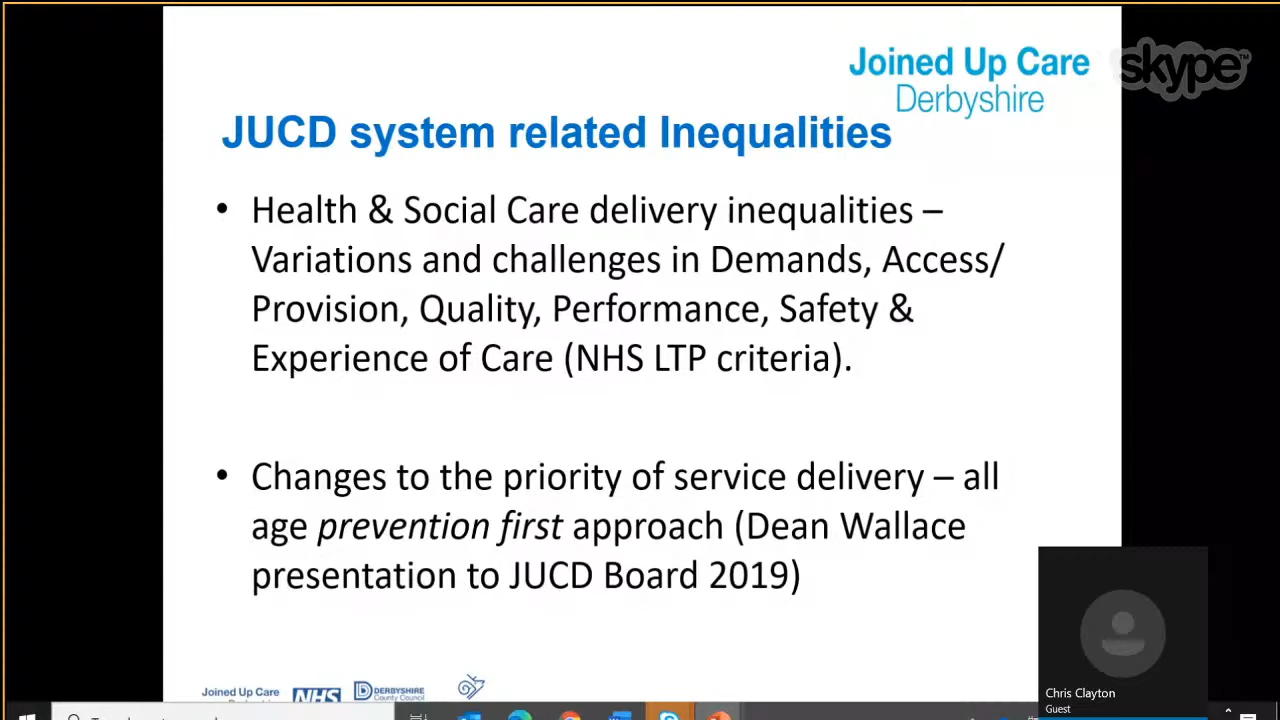 Joined Up Care
Derbyshire
skype™
JUCD system related Inequalities
• Health & Social Care delivery inequalities –
Variations and challenges in Demands, Access/
Provision, Quality, Performance, Safety &
Experience of Care (NHS LTP criteria).
• Changes to the priority of service delivery – all
age prevention first approach (Dean Wallace
presentation to JUCD Board 2019)
Joined Up Care
NHS
DERBYSHIRE
County Council
Chris Clayton
Guest